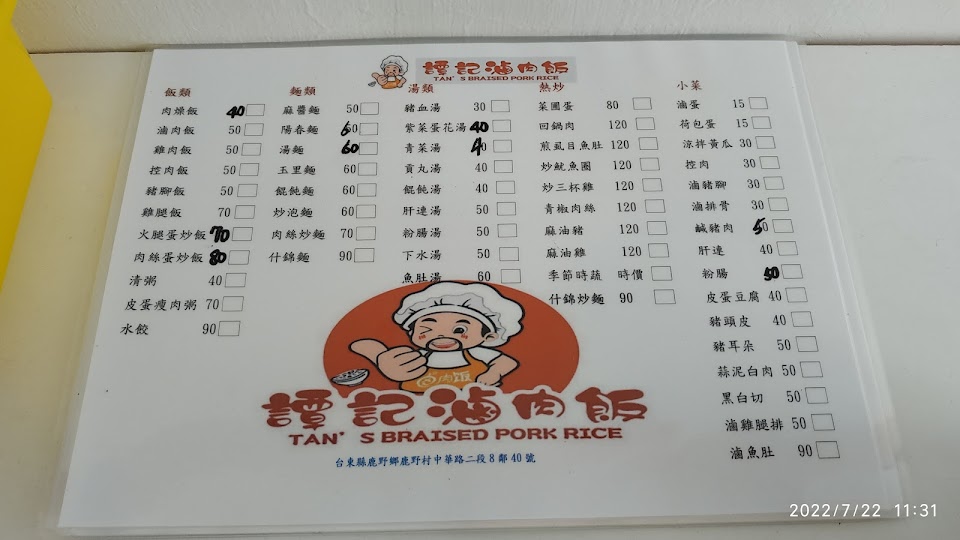 譚記滷肉飯
TAN'S BRAISED PORK RICE
飯類
肉燥飯 40
滷肉飯 50
雞肉飯 50
控肉飯 50
豬腳飯 50
雞腿飯 70
火腿蛋炒飯 70
肉絲蛋炒飯 80
清粥 40
皮蛋瘦肉粥 70
水餃 90
麵類
麻醬麵 50
陽春麵 60
湯麵 60
玉里麵 60
餛飩麵 60
炒泡麵 60
肉絲炒麵 70
什錦麵 90
湯類
豬血湯 30
紫菜蛋花湯 40
青菜湯 40
貢丸湯 40
餛飩湯 40
肝連湯 50
粉腸湯 50
下水湯 50
魚肚湯 60
熱炒
菜圃蛋 80
回鍋肉 120
煎虱目魚肚 120
炒魷魚圈 120
炒三杯雞 120
青椒肉絲 120
麻油豬 120
麻油雞 120
季節時蔬 時價
什錦炒麵 90
小菜
滷蛋 15
荷包蛋 15
涼拌黃瓜 30
控肉 30
滷豬腳 30
滷排骨 30
鹹豬肉 50
肝連 40
粉腸 50
皮蛋豆腐 40
豬頭皮 40
豬耳朵 50
蒜泥白肉 50
黑白切 50
滷雞腿排 50
滷魚肚 90
滷肉飯
譚記滷肉飯
TAN'S BRAISED PORK RICE
台東縣鹿野鄉鹿野村中華路二段8鄰40號
2022/7/22 11:31